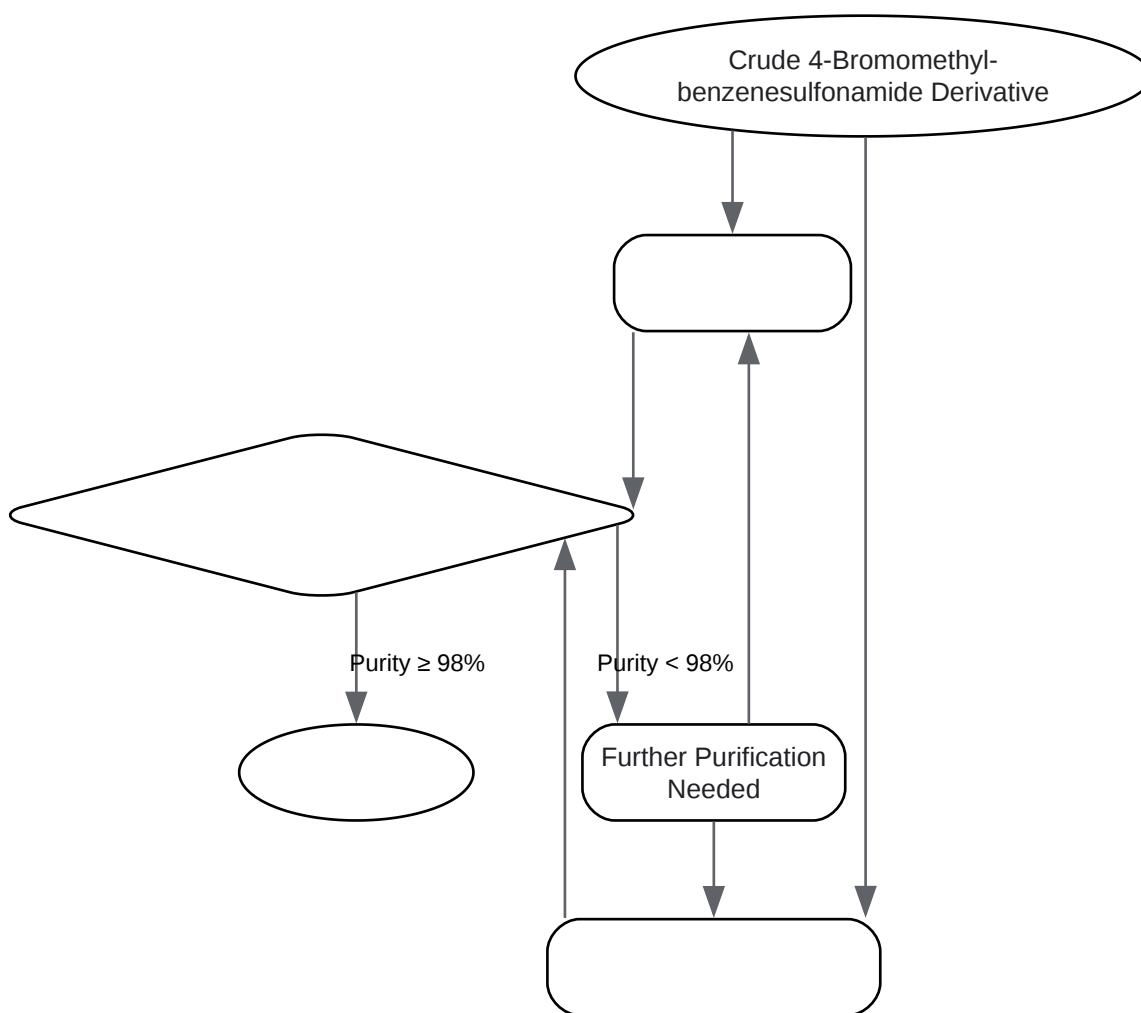 Crude 4-Bromomethyl-
benzenesulfonamide Derivative
Purity ≥ 98%
Purity < 98%
Further Purification
Needed